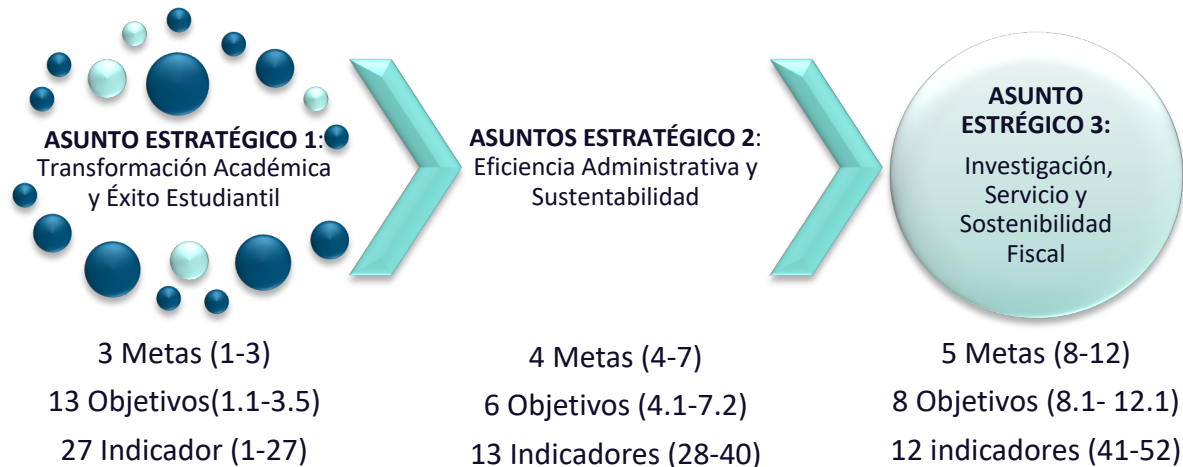 ASUNTO ESTRATÉGICO 1:
Transformación Académica
y Éxito Estudiantil
3 Metas (1-3)
13 Objetivos(1.1-3.5)
27 Indicador (1-27)
ASUNTOS ESTRATÉGICO 2:
Eficiencia Administrativa y
Sustentabilidad
4 Metas (4-7)
6 Objetivos (4.1-7.2)
13 Indicadores (28-40)
ASUNTO
ESTRÉGICO 3:
Investigación,
Servicio y
Sostenibilidad
Fiscal
5 Metas (8-12)
8 Objetivos (8.1- 12.1)
12 indicadores (41-52)